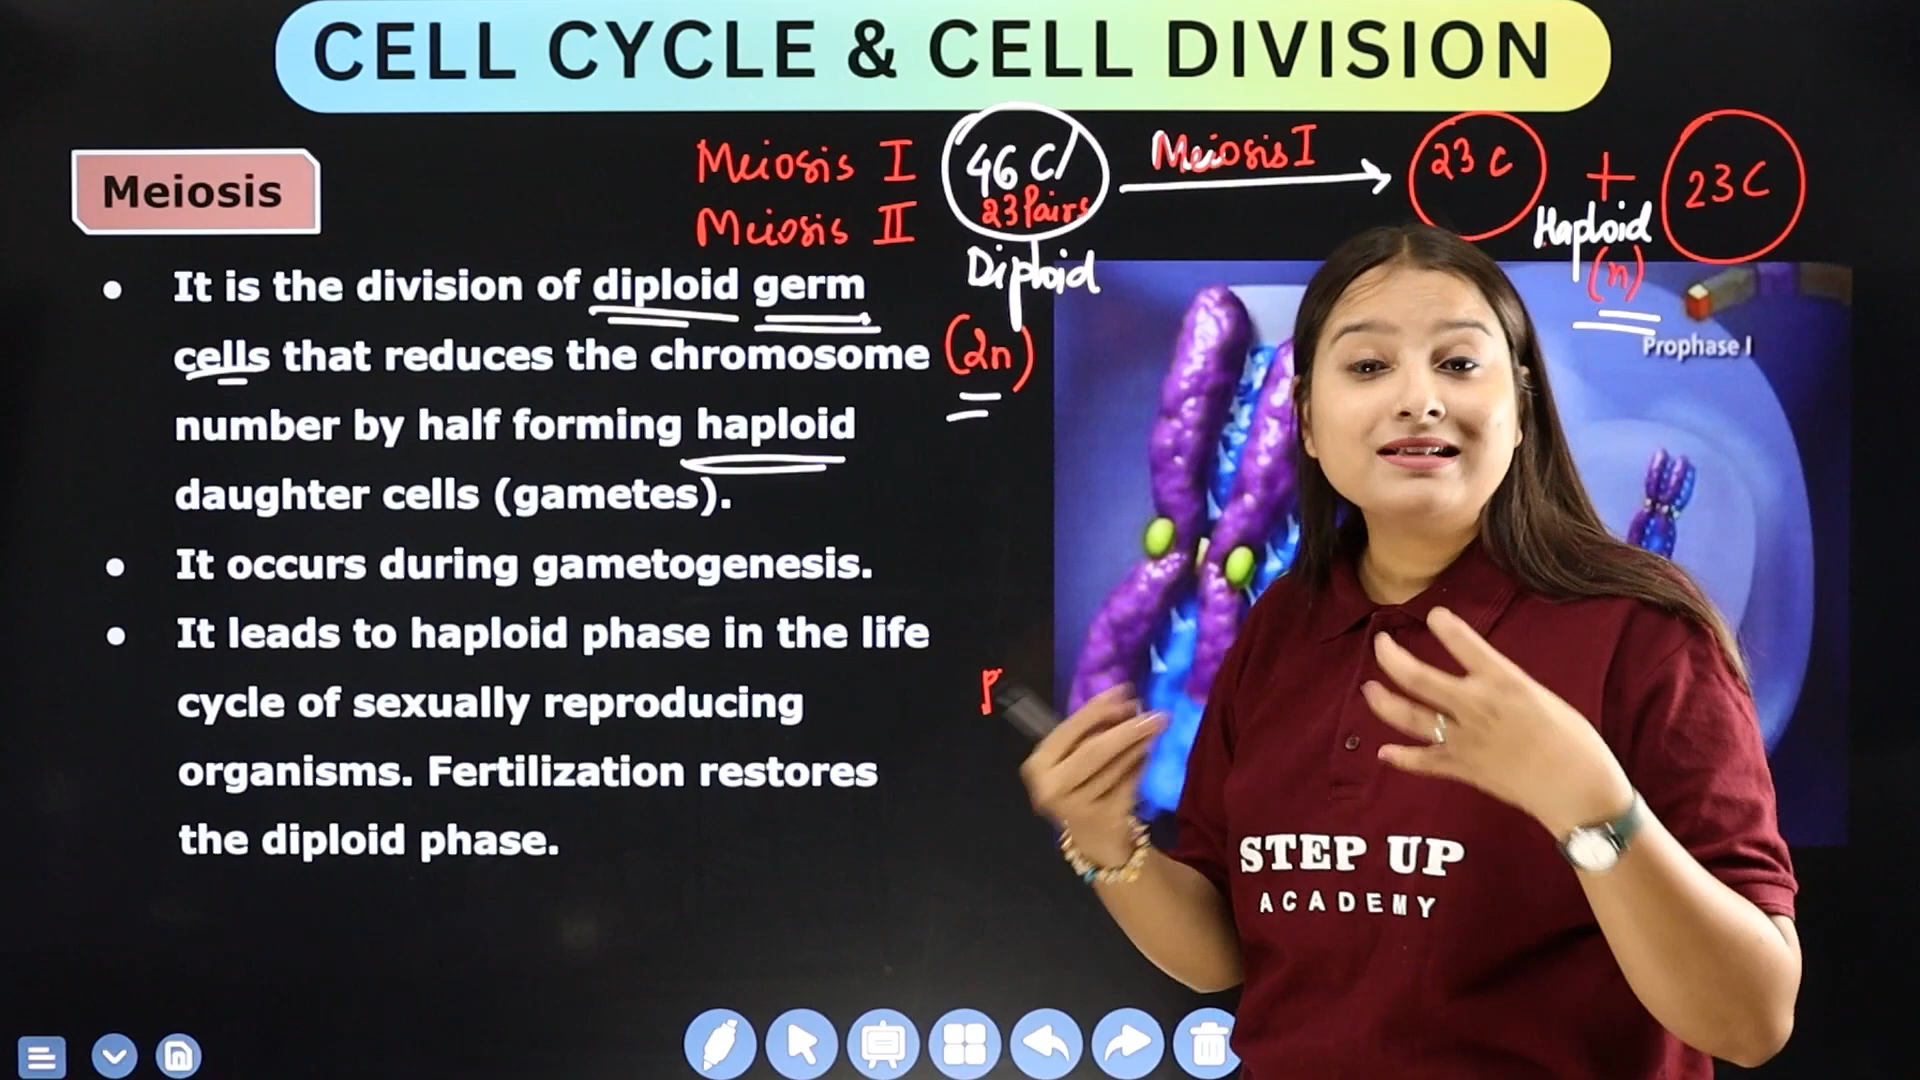 CELL CYCLE & CELL DIVISION
Meiosis
Meiosis I
Meiosis II
46 C/
23 Pairs
Diploid
(2n)
Meiosis I
23 C
+
23 C
Haploid
(n)
• It is the division of diploid germ
cells that reduces the chromosome
number by half forming haploid
daughter cells (gametes).
• It occurs during gametogenesis.
• It leads to haploid phase in the life
cycle of sexually reproducing
organisms. Fertilization restores
the diploid phase.
Prophase I
STEP UP
ACADEMY